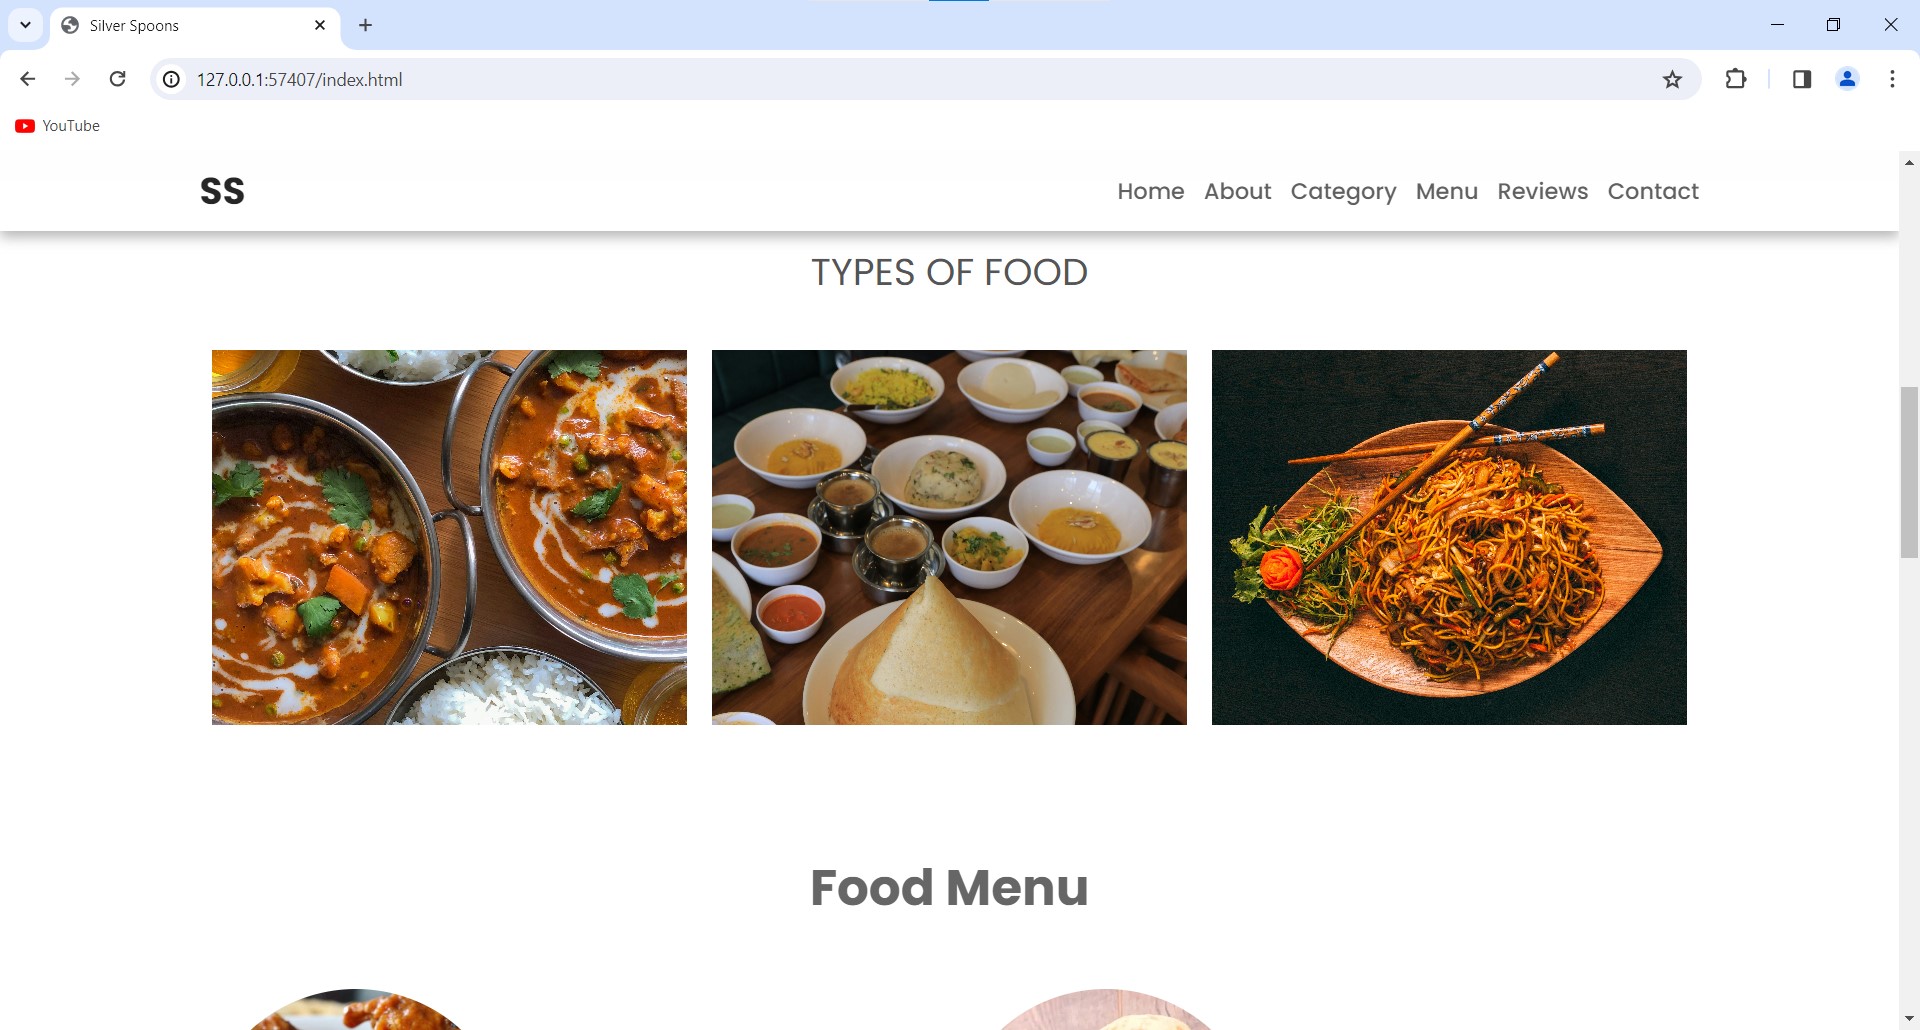 Silver Spoons
127.0.0.1:57407/index.html
YouTube
SS
Home About Category Menu Reviews Contact
TYPES OF FOOD
Food Menu